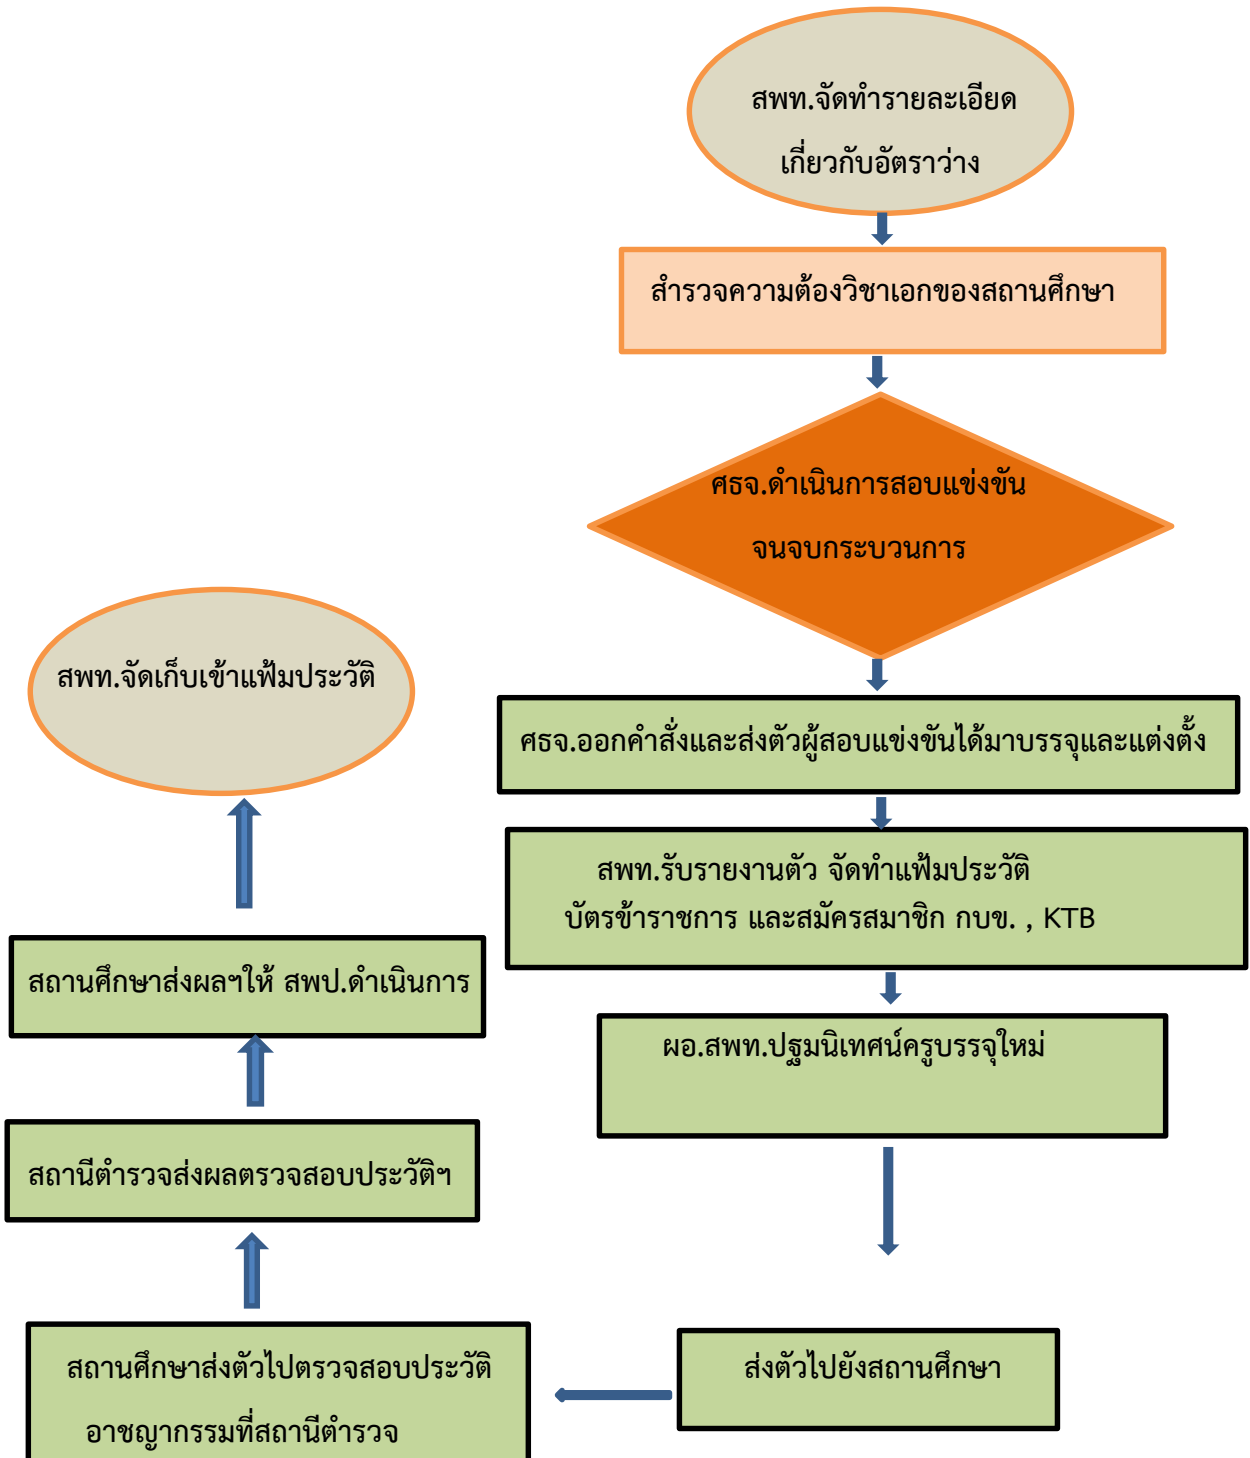 สพท.จัดทำรายละเอียด
เกี่ยวกับอัตราว่าง
สำรวจความต้องวิชาเอกของสถานศึกษา
ศธจ.ดำเนินการสอบแข่งขัน
จนจบกระบวนการ
ศธจ.ออกคำสั่งและส่งตัวผู้สอบแข่งขันได้มาบรรจุและแต่งตั้ง
สพท.รับรายงานตัว จัดทำแฟ้มประวัติ
บัตรข้าราชการ และสมัครสมาชิก กบข. , KTB
ผอ.สพท.ปฐมนิเทศน์ครูบรรจุใหม่
ส่งตัวไปยังสถานศึกษา
สถานศึกษาส่งตัวไปตรวจสอบประวัติ
อาชญากรรมที่สถานีตำรวจ
สถานีตำรวจส่งผลตรวจสอบประวัติฯ
สถานศึกษาส่งผลฯให้ สพป.ดำเนินการ
สพท.จัดเก็บเข้าแฟ้มประวัติ